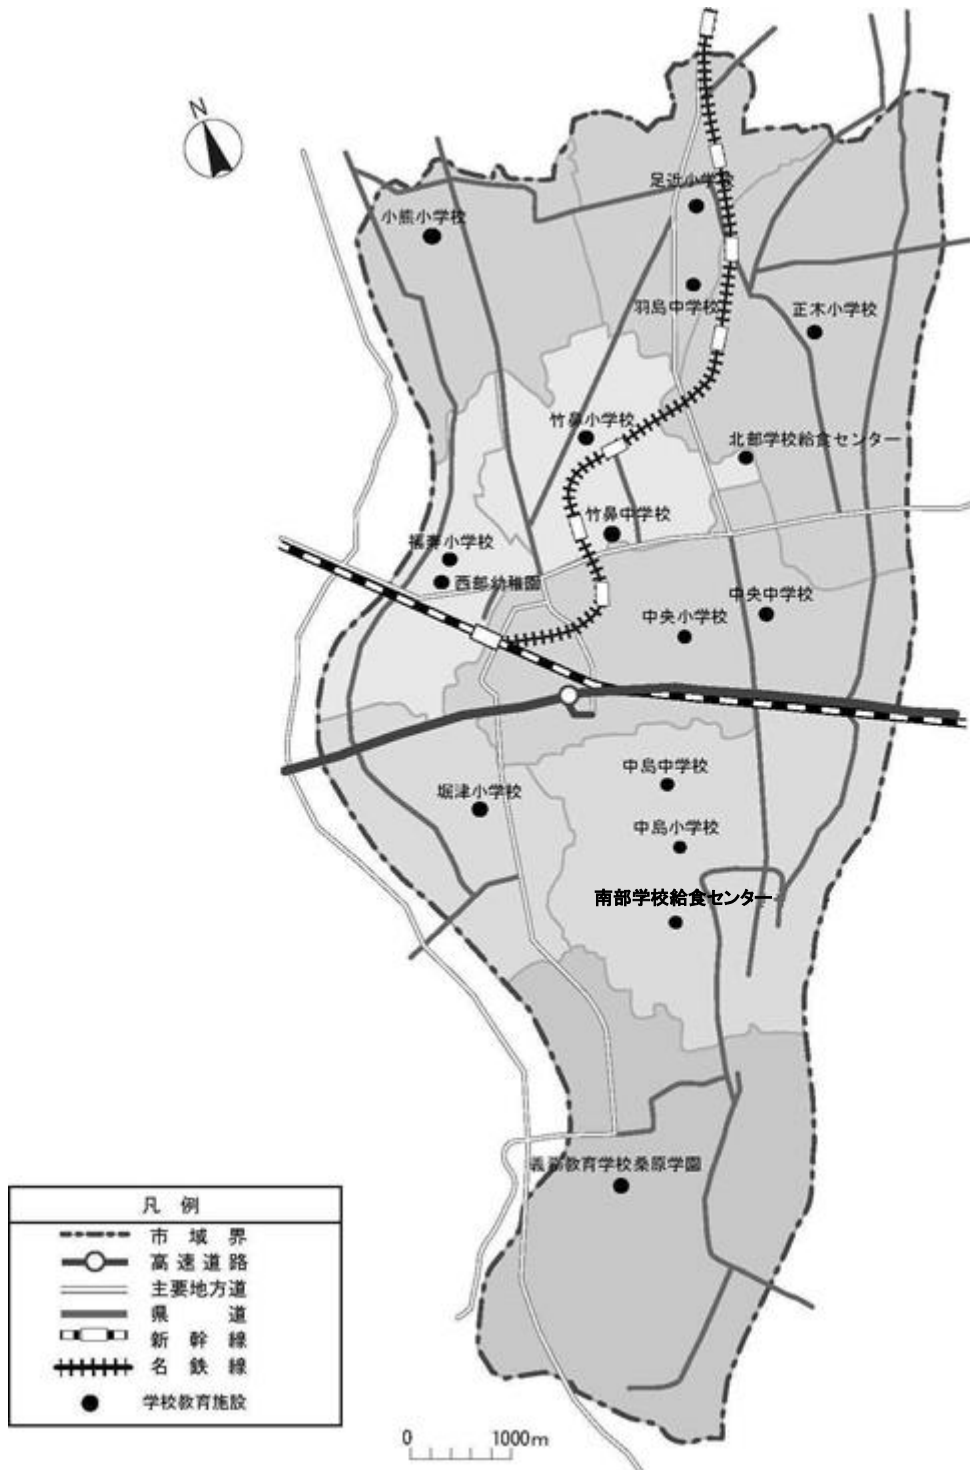 N
足近小学校
小熊小学校
羽島中学校
正木小学校
竹鼻小学校
北部学校給食センター
竹鼻中学校
福寿小学校
西部幼稚園
中央中学校
中央小学校
中島中学校
堀津小学校
中島小学校
南部学校給食センター
義務教育学校桑原学園
凡例
市域界
高速道路
主要地方道
県道
新幹線
名鉄線
学校教育施設
0 1000m